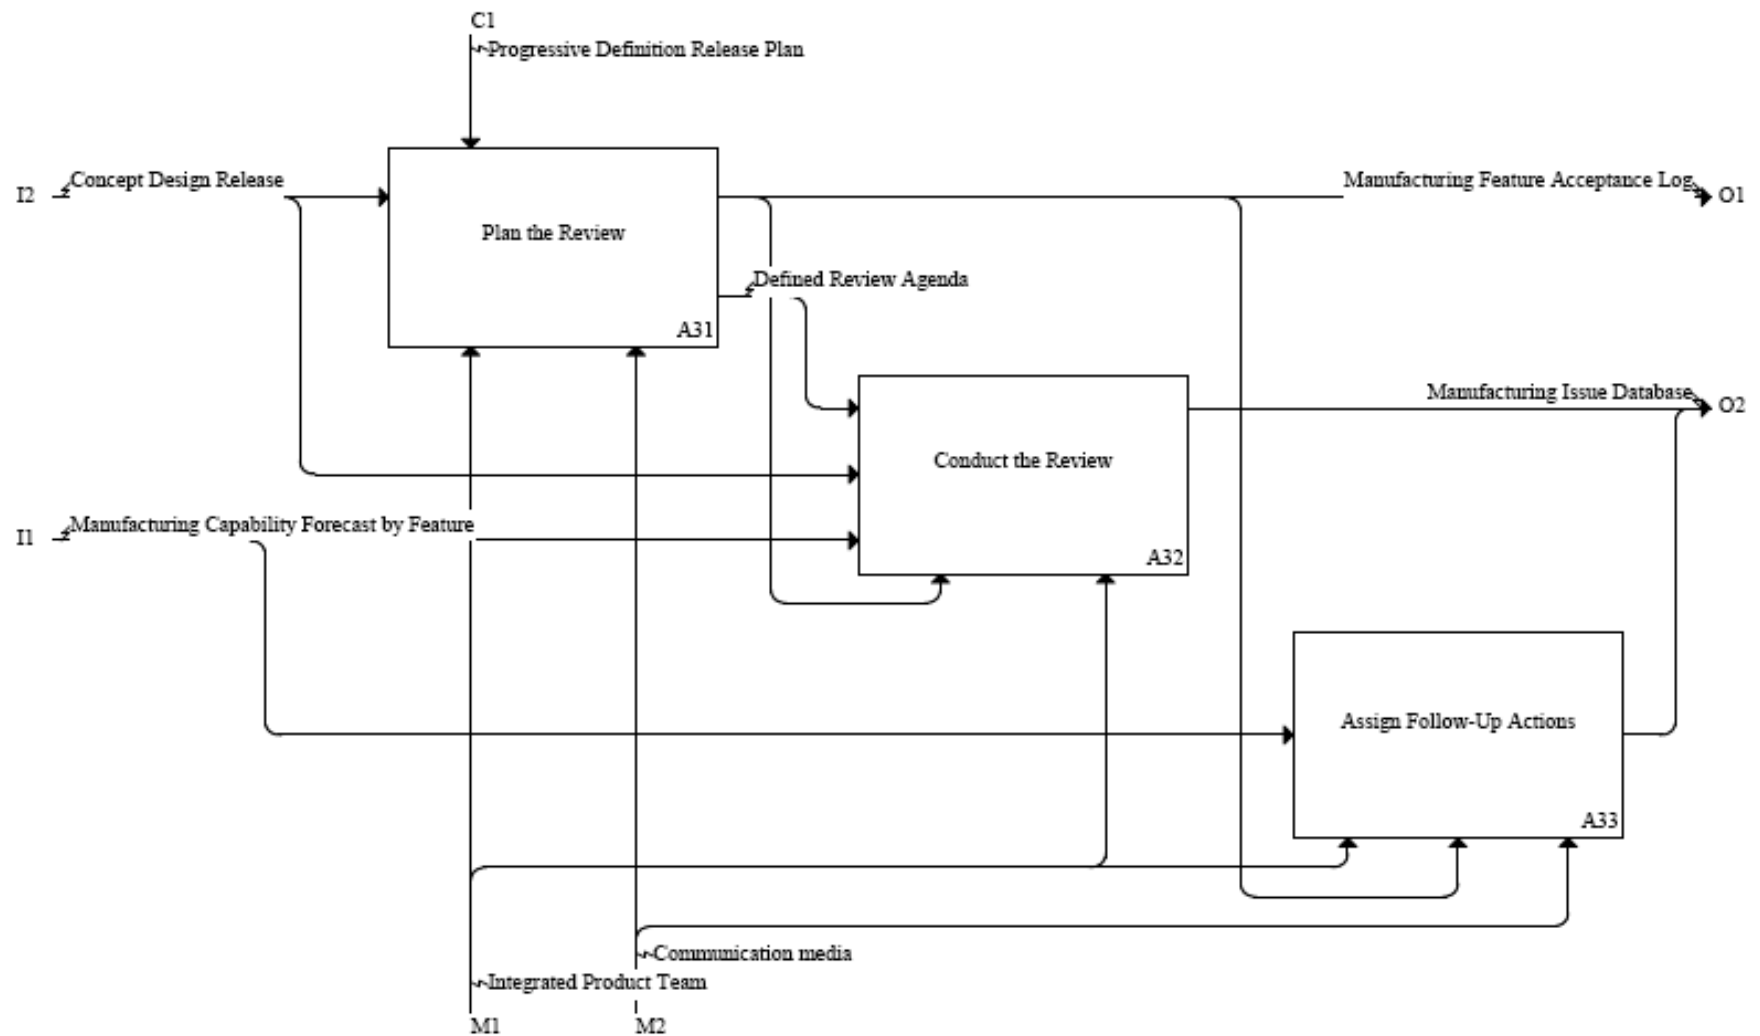 C1
Progressive Definition Release Plan
I2
Concept Design Release
Manufacturing Feature Acceptance Log
O1
Plan the Review
Defined Review Agenda
A31
Manufacturing Issue Database
O2
Conduct the Review
I1
Manufacturing Capability Forecast by Feature
A32
Assign Follow-Up Actions
A33
Communication media
Integrated Product Team
M1
M2